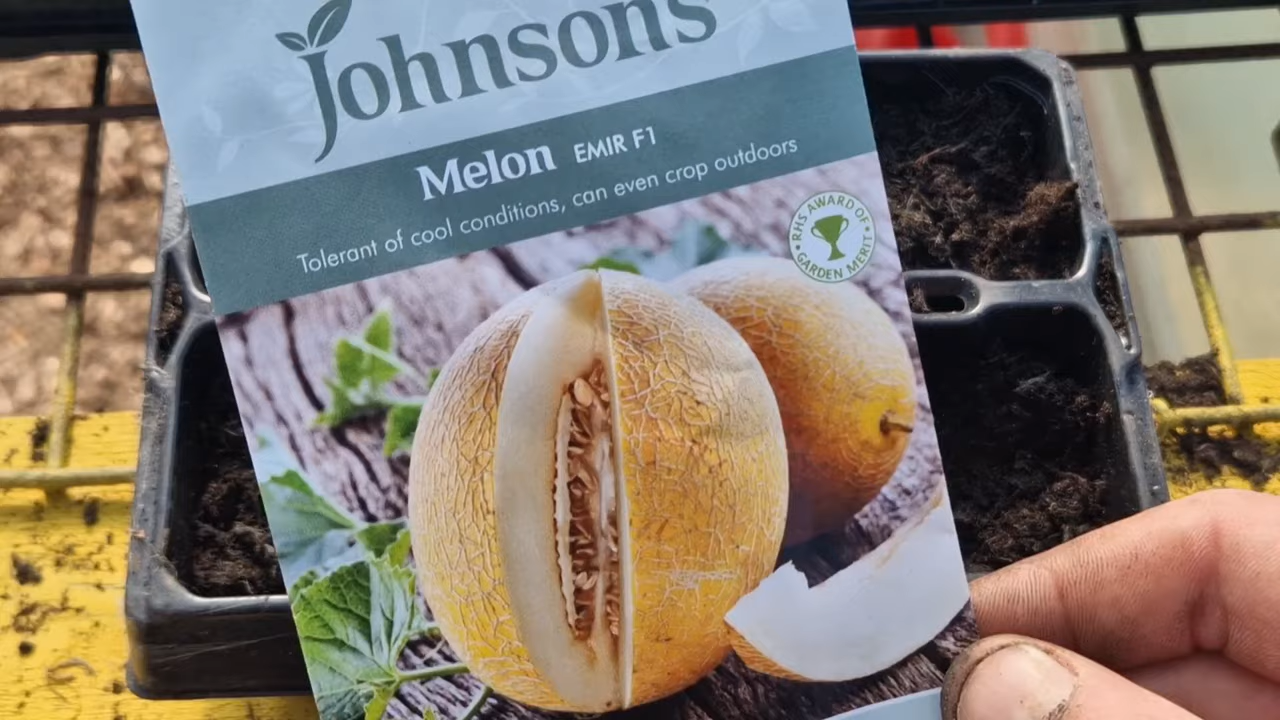 Johnsons
Melon EMIR F1
Tolerant of cool conditions, can even crop outdoors
RHS AWARD OF
GARDEN MERIT